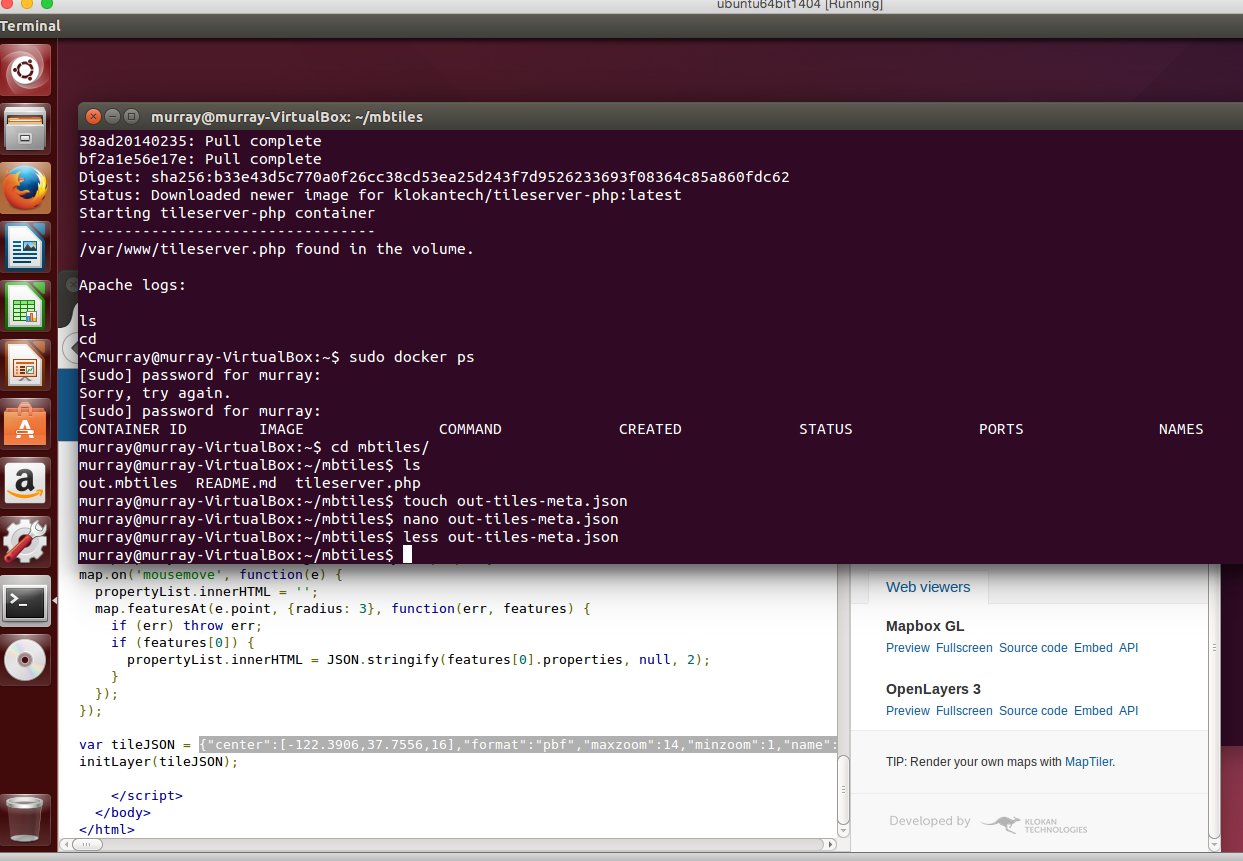 ubuntu64bit1404 [Running]
Terminal
murray@murray-VirtualBox: ~/mbtiles
38ad20140235: Pull complete
bf2a1e56e17e: Pull complete
Digest: sha256:b33e43d5c770a0f26cc38cd53ea25d243f7d9526233693f08364c85a860fdc62
Status: Downloaded newer image for klokantech/tileserver-php:latest
Starting tileserver-php container
---------------------------------
/var/www/tileserver.php found in the volume.
Apache logs:
ls
cd
^Cmurray@murray-VirtualBox:~$ sudo docker ps
[sudo] password for murray:
Sorry, try again.
[sudo] password for murray:
CONTAINER ID IMAGE COMMAND CREATED STATUS PORTS NAMES
murray@murray-VirtualBox:~$ cd mbtiles/
murray@murray-VirtualBox:~/mbtiles$ ls
out.mbtiles README.md tileserver.php
murray@murray-VirtualBox:~/mbtiles$ touch out-tiles-meta.json
murray@murray-VirtualBox:~/mbtiles$ nano out-tiles-meta.json
murray@murray-VirtualBox:~/mbtiles$ less out-tiles-meta.json
murray@murray-VirtualBox:~/mbtiles$
map.on('mousemove', function(e) {
propertyList.innerHTML = '';
map.featuresAt(e.point, {radius: 3}, function(err, features) {
if (err) throw err;
if (features[0]) {
propertyList.innerHTML = JSON.stringify(features[0].properties, null, 2);
}
});
});
var tileJSON = {"center":[-122.3906,37.7556,16],"format":"pbf","maxzoom":14,"minzoom":1,"name":
initLayer(tileJSON);
</script>
</body>
</html>
Web viewers
Mapbox GL
Preview Fullscreen Source code Embed API
OpenLayers 3
Preview Fullscreen Source code Embed API
TIP: Render your own maps with MapTiler.
Developed by KLOKAN
TECHNOLOGIES